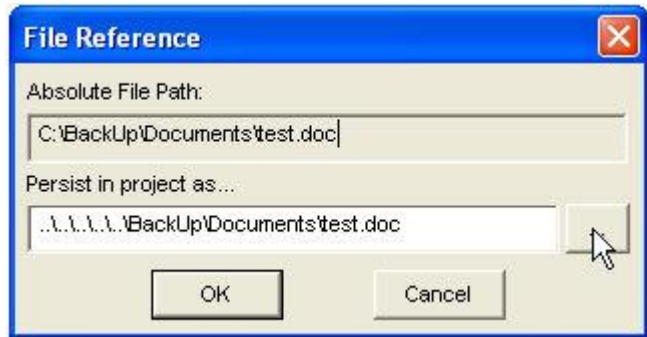 File Reference
Absolute File Path:
C:\BackUp\Documents\test.doc
Persist in project as...
..\..\..\..\..\BackUp\Documents\test.doc
OK
Cancel